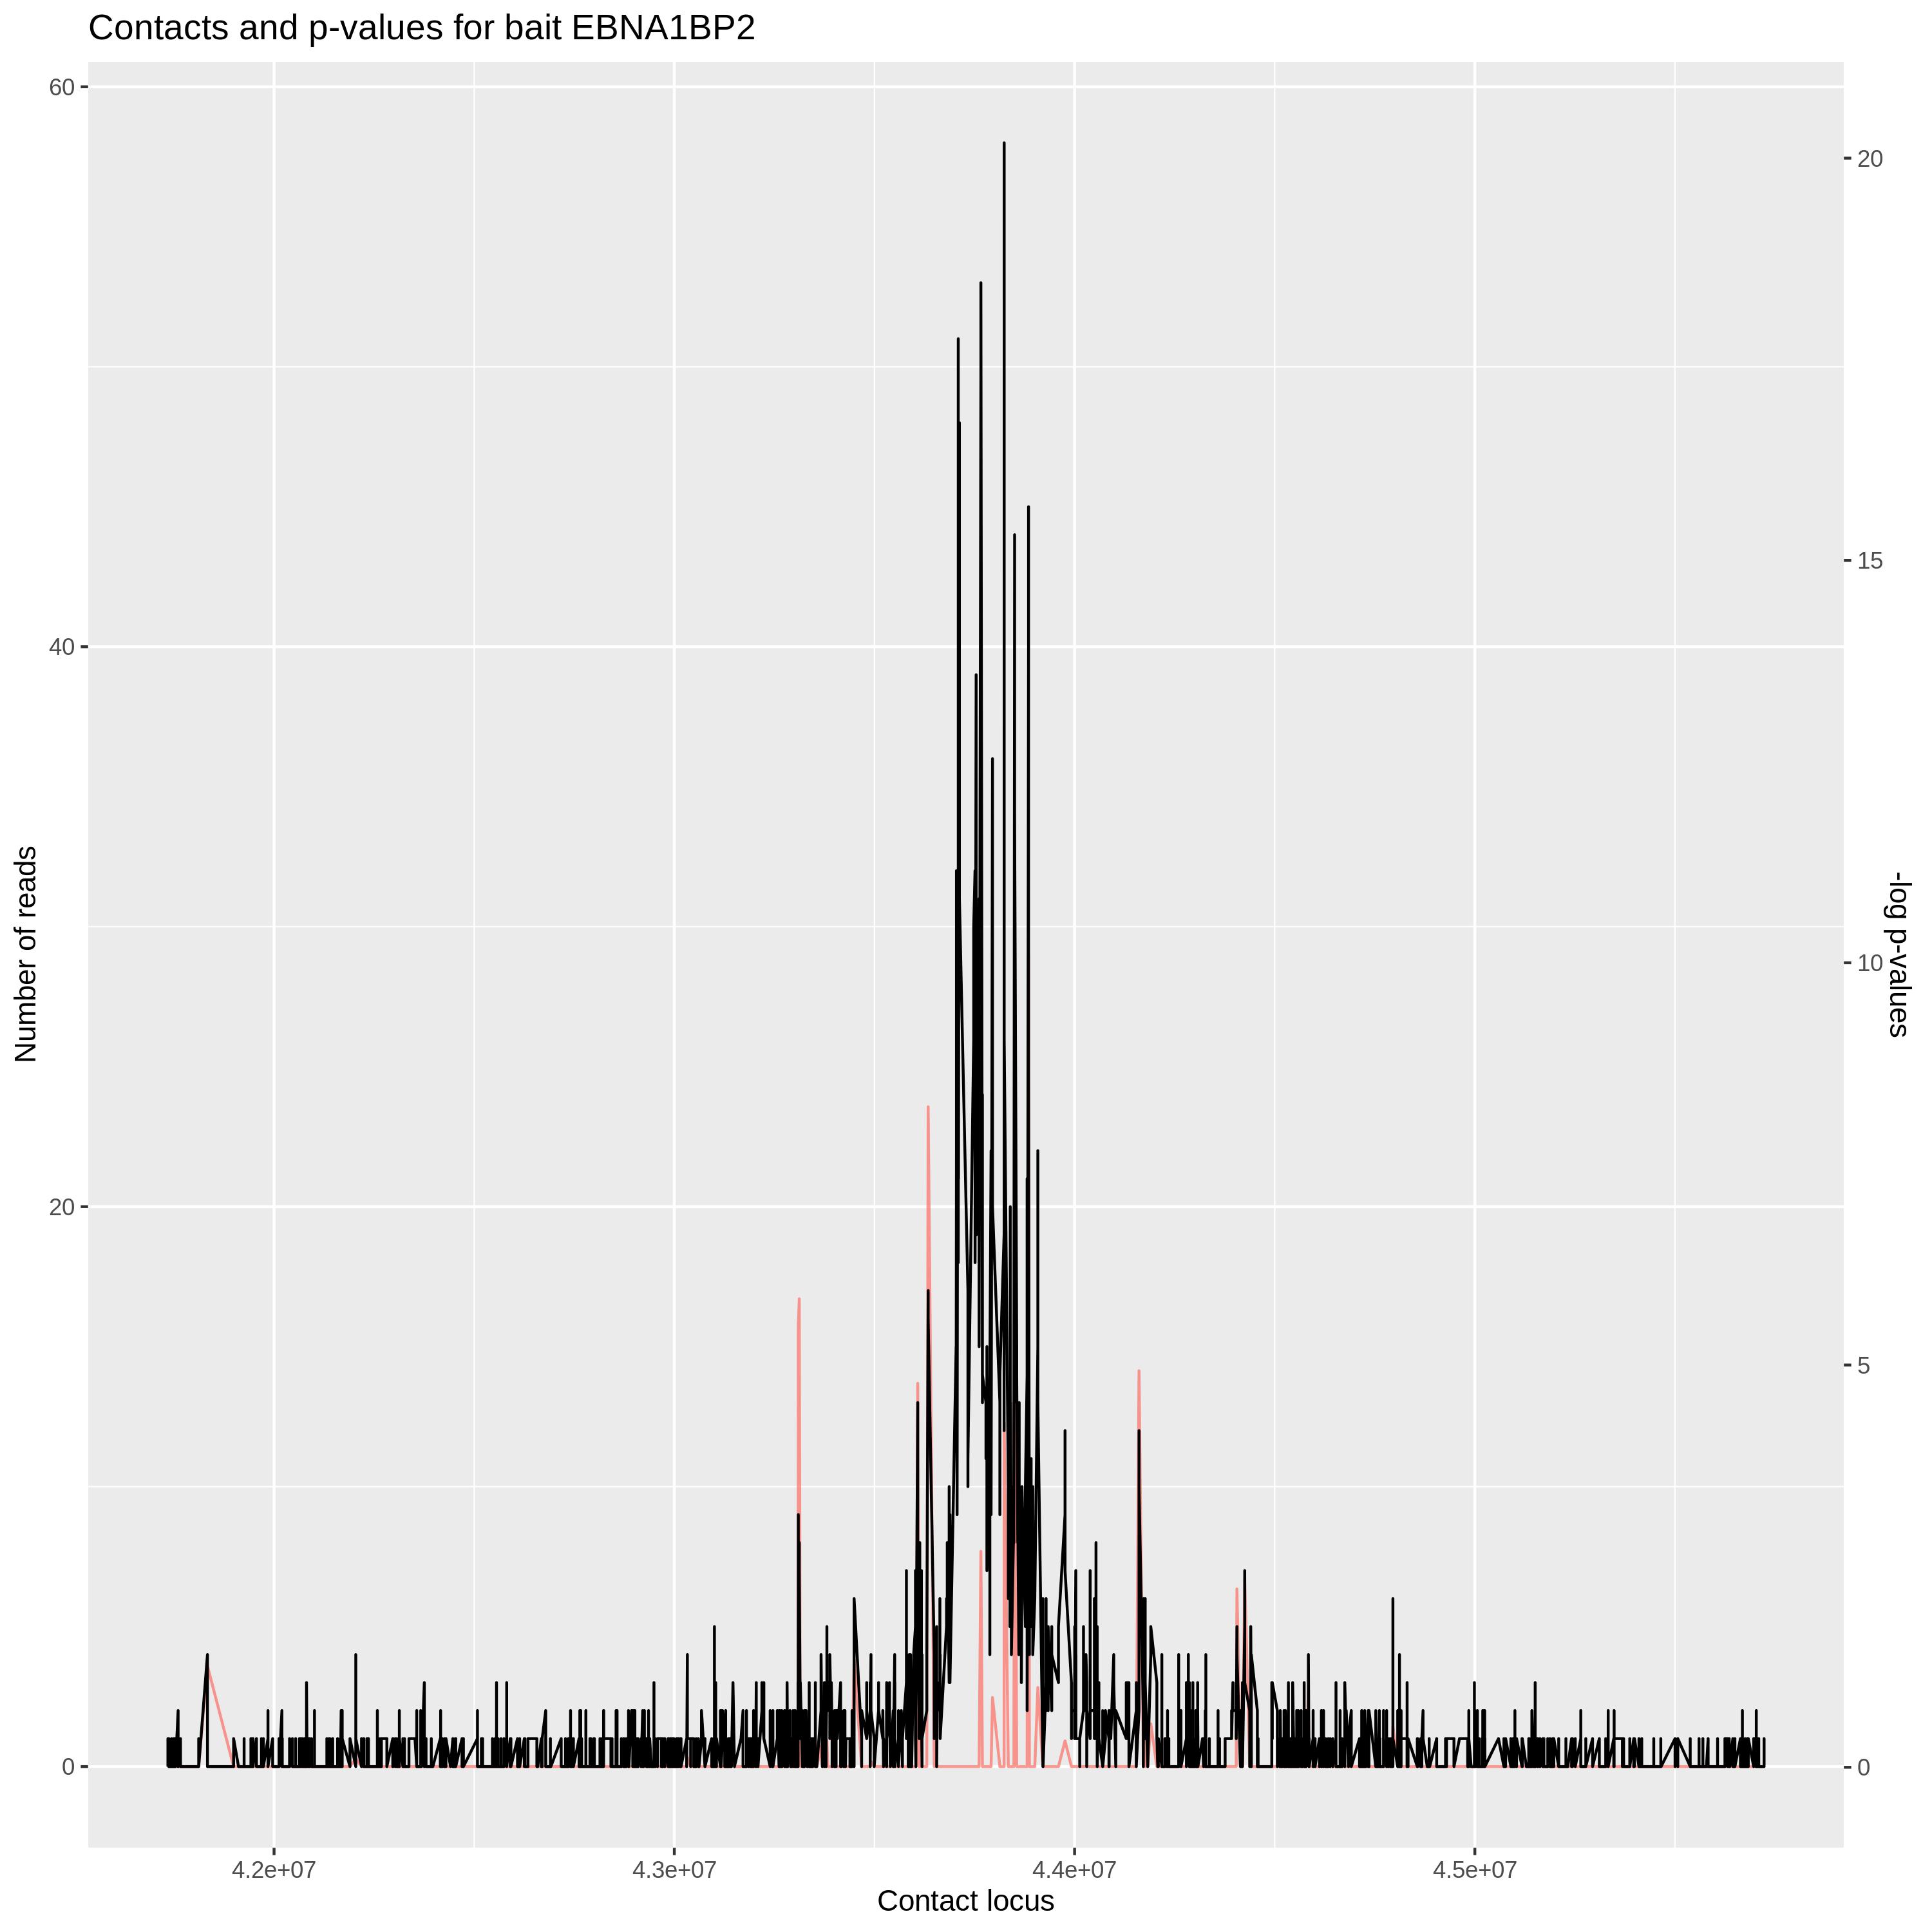 Contacts and p-values for bait EBNA1BP2
60
40
20
0
Number of reads
20
15
10
5
0
-log p-values
4.2e+07
4.3e+07
4.4e+07
4.5e+07
Contact locus